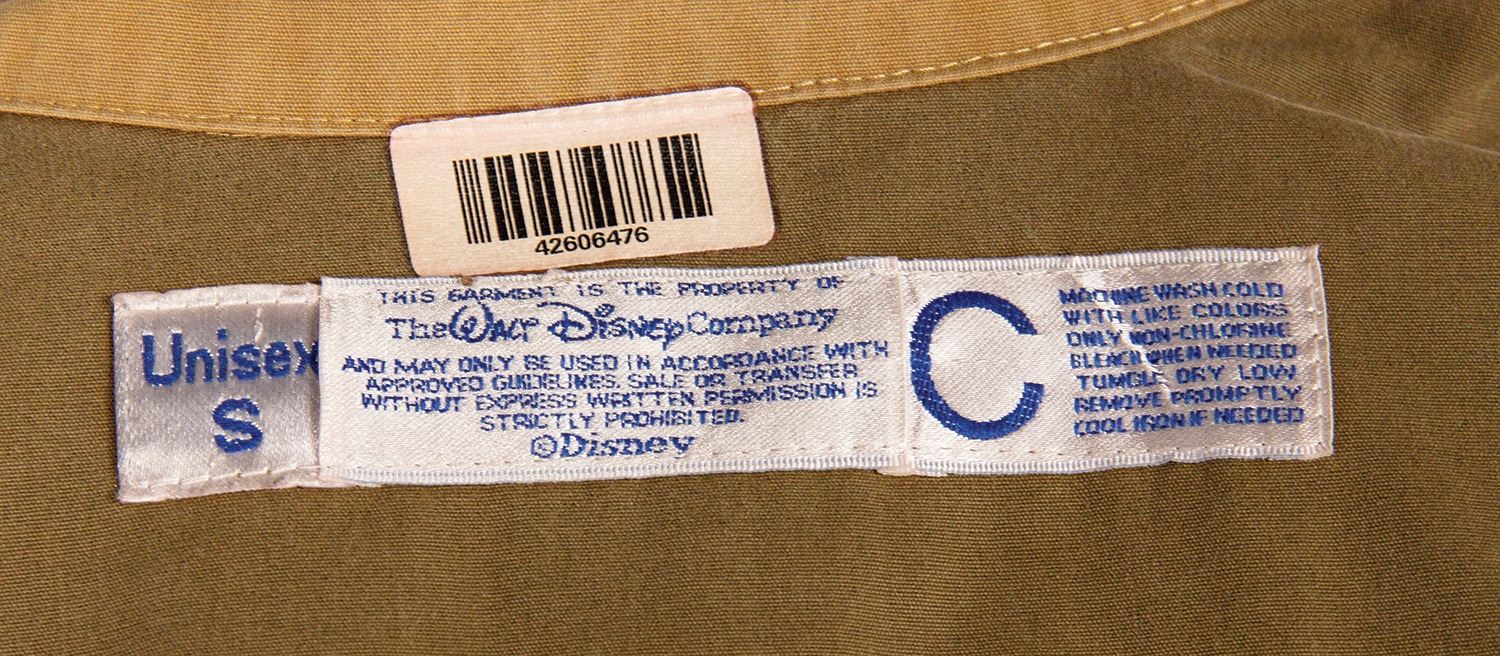 42606476
Unisex
S
THIS GARMENT IS THE PROPERTY OF
The Walt Disney Company
AND MAY ONLY BE USED IN ACCORDANCE WITH
APPROVED GUIDELINES. SALE OR TRANSFER
WITHOUT EXPRESS WRITTEN PERMISSION IS
STRICTLY PROHIBITED.
©Disney
C
MACHINE WASH COLD
WITH LIKE COLORS
ONLY NON-CHLORINE
BLEACH WHEN NEEDED
TUMBLE DRY LOW
REMOVE PROMPTLY
COOL IRON IF NEEDED